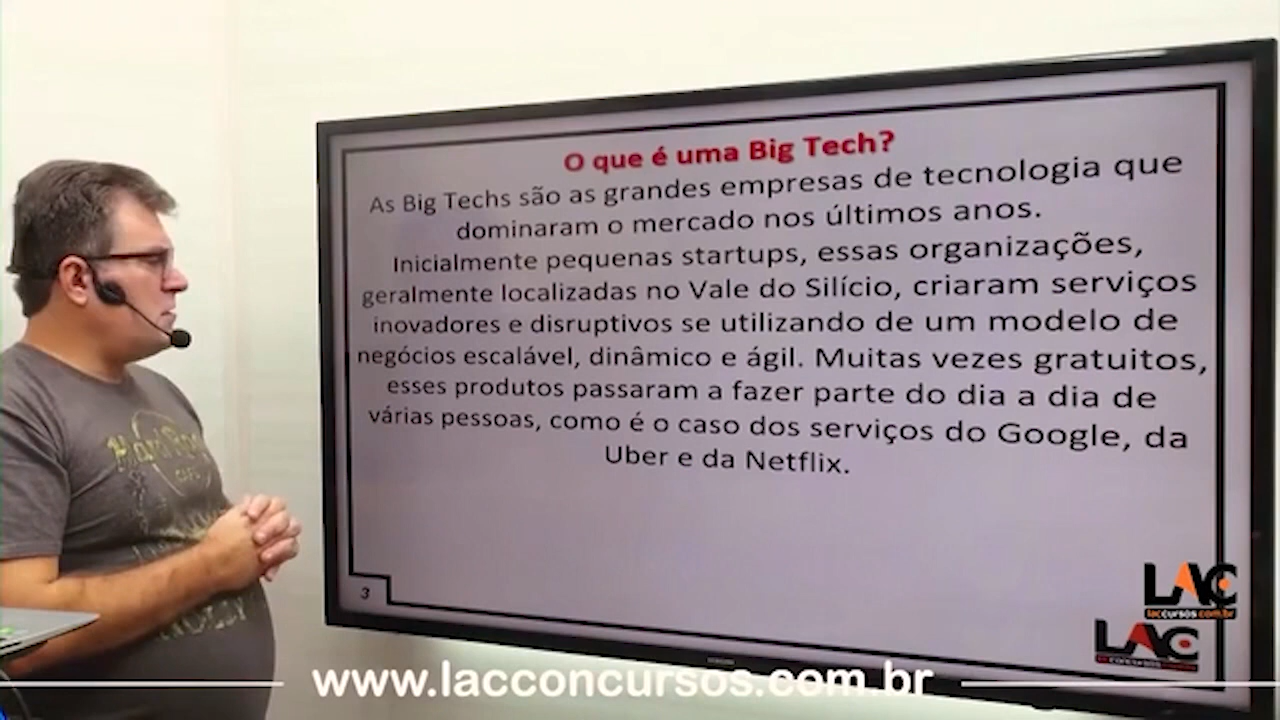 O que é uma Big Tech?
As Big Techs são as grandes empresas de tecnologia que
dominaram o mercado nos últimos anos.
Inicialmente pequenas startups, essas organizações,
geralmente localizadas no Vale do Silício, criaram serviços
inovadores e disruptivos se utilizando de um modelo de
negócios escalável, dinâmico e ágil. Muitas vezes gratuitos,
esses produtos passaram a fazer parte do dia a dia de
várias pessoas, como é o caso dos serviços do Google, da
Uber e da Netflix.
3
LAC
laccursos.com.br
LAC
www.lacconcursos.com.br